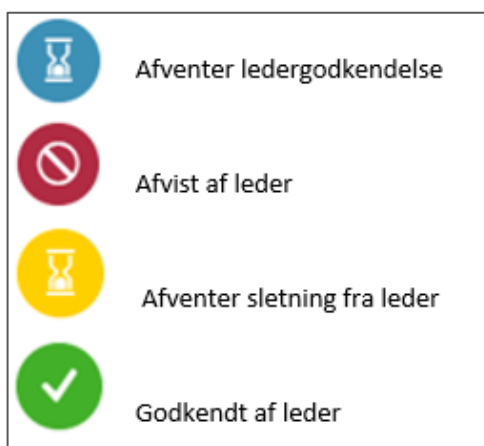 Afventer ledergodkendelse
Afvist af leder
Afventer sletning fra leder
Godkendt af leder